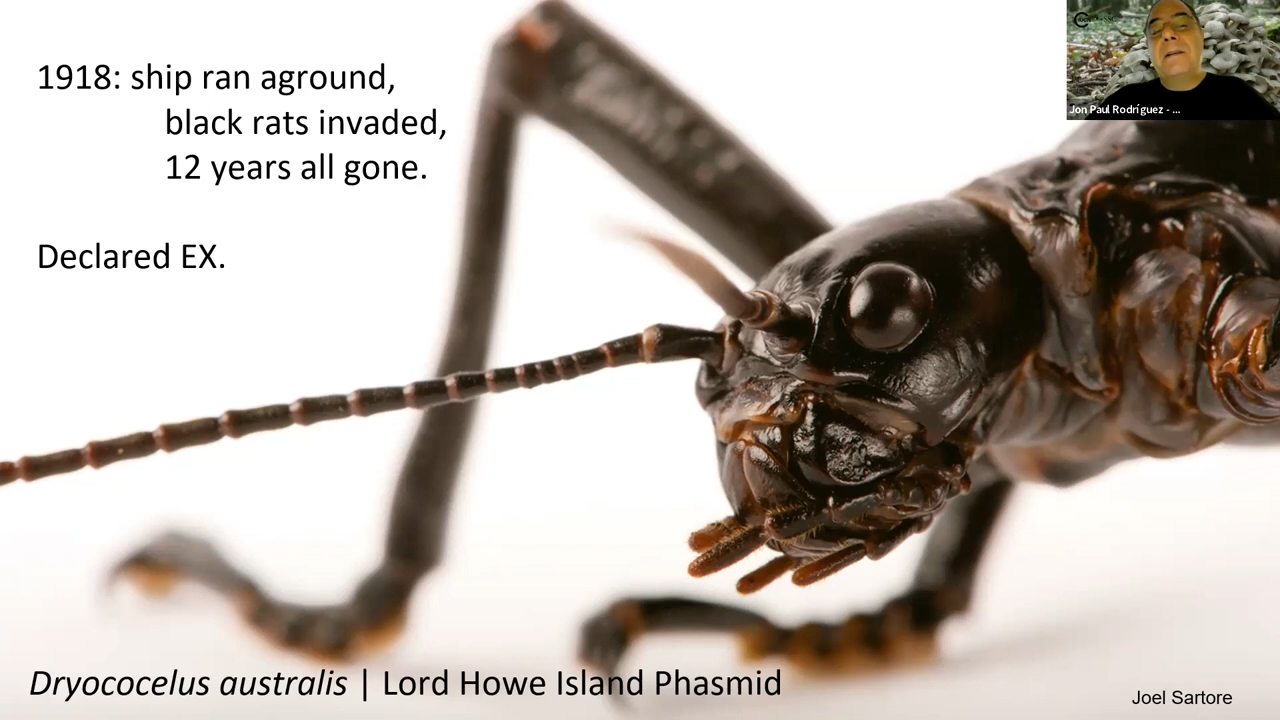 1918: ship ran aground,
black rats invaded,
12 years all gone.
Declared EX.
Jon Paul Rodríguez - ...
Dryococelus australis | Lord Howe Island Phasmid
Joel Sartore